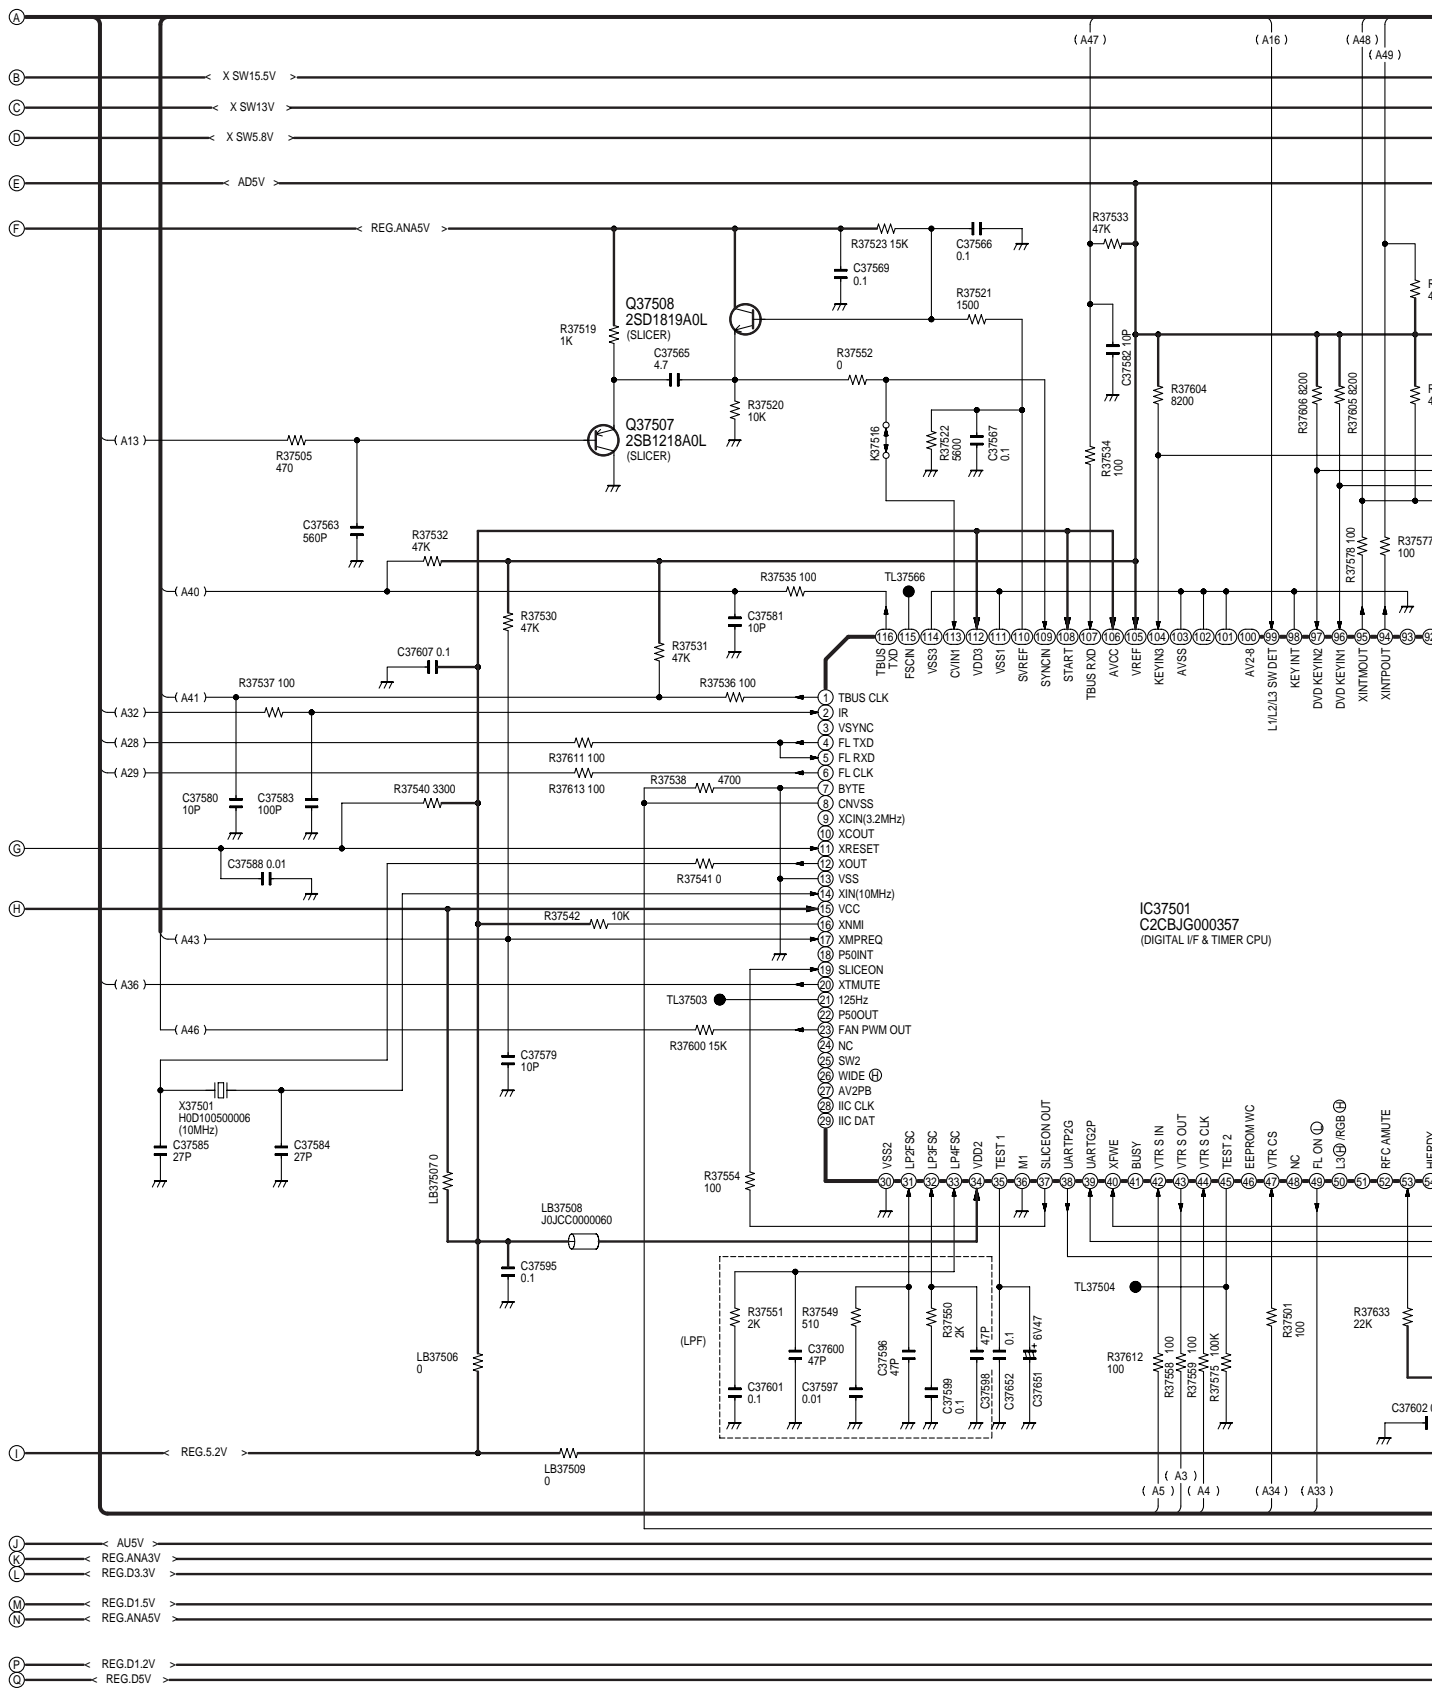 A
( A47 )
( A16 )
( A48 )
( A49 )
B
< X SW15.5V >
C
< X SW13V >
D
< X SW5.8V >
E
< AD5V >
F
< REG.ANA5V >
R37523 15K
C37566
0.1
R37533
47K
C37569
0.1
R37521
1500
Q37508
2SD1819A0L
(SLICER)
R37519
1K
C37565
4.7
R37552
0
C37582 10P
R37604
8200
R37606 8200
R37605 8200
R37520
10K
Q37507
2SB1218A0L
(SLICER)
( A13 )
R37505
470
K37516
R37522
5600
C37567
0.1
R37534
100
C37563
560P
R37532
47K
R37578 100
R37577
100
( A40 )
R37535 100
TL37566
C37581
10P
R37530
47K
R37531
47K
116 115 114 113 112 111 110 109 108 107 106 105 104 103 102 101 100 99 98 97 96 95 94 93 92
TBUS TXD
FSCIN
VSS3
CVIN1
VDD3
VSS1
SVREF
SYNCIN
START
TBUS RXD
AVCC
VREF
KEYIN3
AVSS
AV2-8
L1/L2/L3 SW DET
KEY INT
DVD KEYIN2
DVD KEYIN1
XINTMOUT
XINTPOUT
C37607 0.1
( A41 )
R37537 100
R37536 100
1 TBUS CLK
( A32 )
2 IR
3 VSYNC
( A28 )
4 FL TXD
R37611 100
5 FL RXD
( A29 )
6 FL CLK
R37613 100
R37538 4700
7 BYTE
C37580
10P
C37583
100P
R37540 3300
8 CNVSS
9 XCIN(3.2MHz)
10 XCOUT
G
11 XRESET
C37588 0.01
12 XOUT
R37541 0
13 VSS
14 XIN(10MHz)
H
15 VCC
R37542 10K
16 XNMI
( A43 )
17 XMPREQ
18 P50INT
19 SLICEON
( A36 )
20 XTMUTE
TL37503
21 125Hz
22 P50OUT
( A46 )
23 FAN PWM OUT
R37600 15K
24 NC
25 SW2
26 WIDE H
27 AV2PB
28 IIC CLK
29 IIC DAT
IC37501
C2CBJG000357
(DIGITAL I/F & TIMER CPU)
C37579
10P
X37501
H0D100500006
(10MHz)
C37585
27P
C37584
27P
VSS2
LP2FSC
LP3FSC
LP4FSC
VDD2
TEST 1
M1
SLICEON OUT
UARTP2G
UARTG2P
XFWE
BUSY
VTR S IN
VTR S OUT
VTR S CLK
TEST 2
EEPROM WC
VTR CS
NC
FL ON L
L3 H /RGB H
RFC AMUTE
30 31 32 33 34 35 36 37 38 39 40 41 42 43 44 45 46 47 48 49 50 51 52 53 54
R37554
100
LB37507 0
LB37508
J0JCC0000060
C37595
0.1
TL37504
(LPF)
R37551
2K
R37549
510
C37600
47P
C37601
0.1
C37597
0.01
C37596
47P
R37550
2K
C37599
0.1
47P
C37598
0.1
C37652
+ 6V47
C37651
R37612
100
R37558 100
R37559 100
R37575 100K
R37501
100
R37633
22K
LB37506
0
C37602
I
< REG.5.2V >
LB37509
0
( A5 )
( A3 )
( A4 )
( A34 )
( A33 )
J
< AU5V >
K
< REG.ANA3V >
L
< REG.D3.3V >
M
< REG.D1.5V >
N
< REG.ANA5V >
P
< REG.D1.2V >
Q
< REG.D5V >